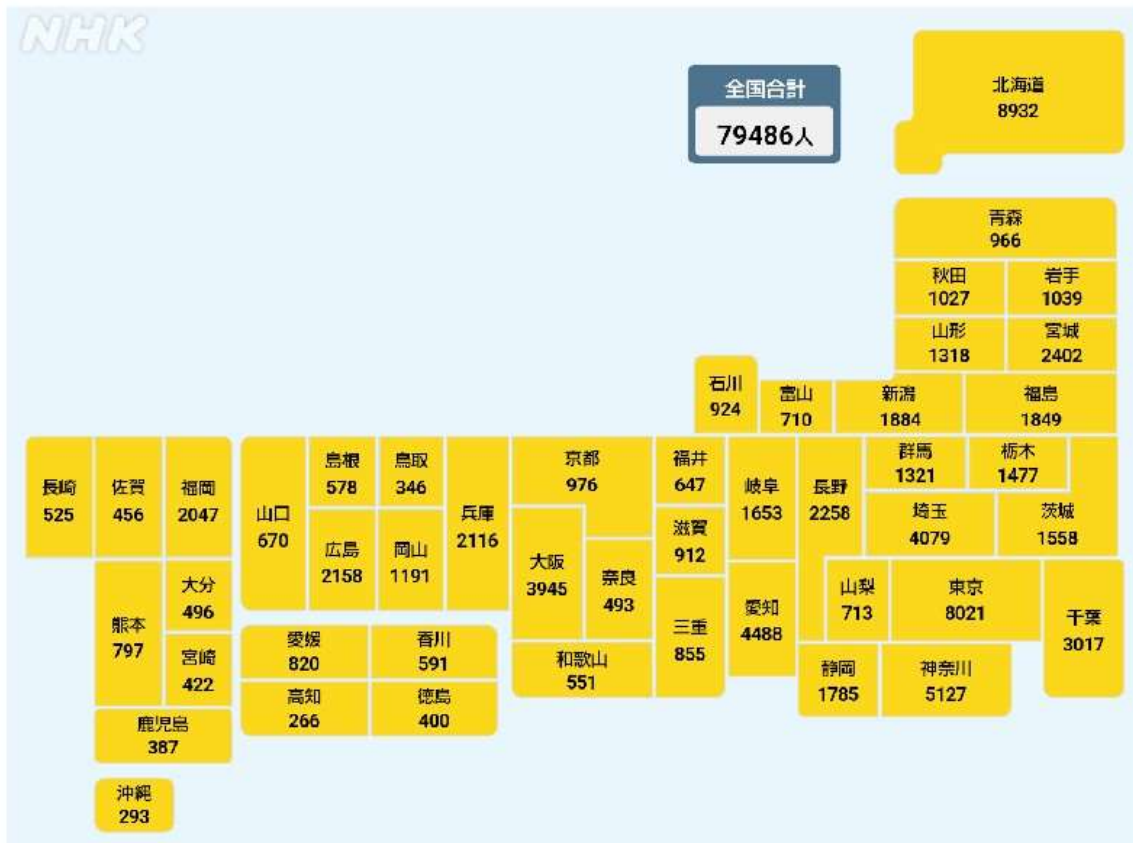 NHK
全国合計
79486人
北海道
8932
青森
966
秋田
1027
岩手
1039
山形
1318
宮城
2402
石川
924
富山
710
新潟
1884
福島
1849
長崎
525
佐賀
456
福岡
2047
山口
670
島根
578
鳥取
346
兵庫
2116
京都
976
福井
647
岐阜
1653
長野
2258
群馬
1321
栃木
1477
広島
2158
岡山
1191
大阪
3945
滋賀
912
埼玉
4079
茨城
1558
熊本
797
大分
496
奈良
493
三重
855
愛知
4488
山梨
713
東京
8021
千葉
3017
宮崎
422
愛媛
820
香川
591
和歌山
551
静岡
1785
神奈川
5127
高知
266
徳島
400
鹿児島
387
沖縄
293